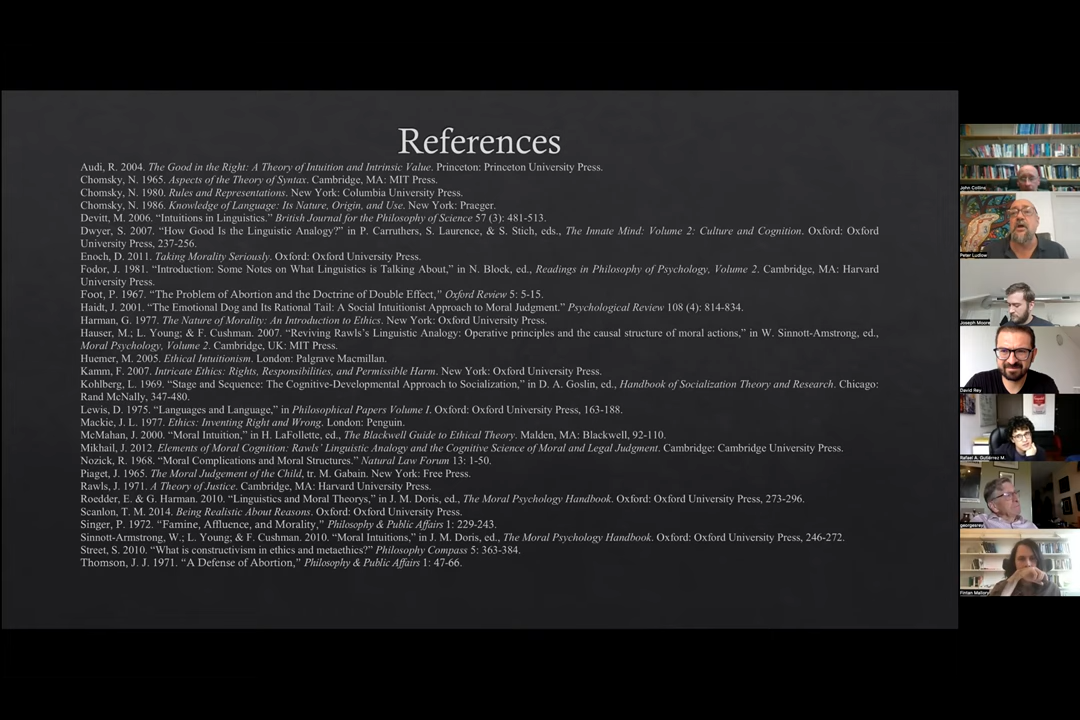 References
Audi, R. 2004. The Good in the Right: A Theory of Intuition and Intrinsic Value. Princeton: Princeton University Press.
Chomsky, N. 1965. Aspects of the Theory of Syntax. Cambridge, MA: MIT Press.
Chomsky, N. 1980. Rules and Representations. New York: Columbia University Press.
Chomsky, N. 1986. Knowledge of Language: Its Nature, Origin, and Use. New York: Praeger.
Devitt, M. 2006. “Intuitions in Linguistics.” British Journal for the Philosophy of Science 57 (3): 481-513.
Dwyer, S. 2007. “How Good Is the Linguistic Analogy?” in P. Carruthers, S. Laurence, & S. Stich, eds., The Innate Mind: Volume 2: Culture and Cognition. Oxford: Oxford
University Press, 237-256.
Enoch, D. 2011. Taking Morality Seriously. Oxford: Oxford University Press.
Fodor, J. 1981. “Introduction: Some Notes on What Linguistics is Talking About,” in N. Block, ed., Readings in Philosophy of Psychology, Volume 2. Cambridge, MA: Harvard
University Press.
Foot, P. 1967. “The Problem of Abortion and the Doctrine of Double Effect,” Oxford Review 5: 5-15.
Haidt, J. 2001. “The Emotional Dog and Its Rational Tail: A Social Intuitionist Approach to Moral Judgment.” Psychological Review 108 (4): 814-834.
Harman, G. 1977. The Nature of Morality: An Introduction to Ethics. New York: Oxford University Press.
Hauser, M.; L. Young; & F. Cushman. 2007. “Reviving Rawls’s Linguistic Analogy: Operative principles and the causal structure of moral actions,” in W. Sinnott-Amstrong, ed.,
Moral Psychology, Volume 2. Cambridge, UK: MIT Press.
Huemer, M. 2005. Ethical Intuitionism. London: Palgrave Macmillan.
Kamm, F. 2007. Intricate Ethics: Rights, Responsibilities, and Permissible Harm. New York: Oxford University Press.
Kohlberg, L. 1969. “Stage and Sequence: The Cognitive-Developmental Approach to Socialization,” in D. A. Goslin, ed., Handbook of Socialization Theory and Research. Chicago:
Rand McNally, 347-480.
Lewis, D. 1975. “Languages and Language,” in Philosophical Papers Volume I. Oxford: Oxford University Press, 163-188.
Mackie, J. L. 1977. Ethics: Inventing Right and Wrong. London: Penguin.
McMahan, J. 2000. “Moral Intuition,” in H. LaFollette, ed., The Blackwell Guide to Ethical Theory. Malden, MA: Blackwell, 92-110.
Mikhail, J. 2012. Elements of Moral Cognition: Rawls’ Linguistic Analogy and the Cognitive Science of Moral and Legal Judgment. Cambridge: Cambridge University Press.
Nozick, R. 1968. “Moral Complications and Moral Structures.” Natural Law Forum 13: 1-50.
Piaget, J. 1965. The Moral Judgement of the Child, tr. M. Gabain. New York: Free Press.
Rawls, J. 1971. A Theory of Justice. Cambridge, MA: Harvard University Press.
Roedder, E. & G. Harman. 2010. “Linguistics and Moral Theorys,” in J. M. Doris, ed., The Moral Psychology Handbook. Oxford: Oxford University Press, 273-296.
Scanlon, T. M. 2014. Being Realistic About Reasons. Oxford: Oxford University Press.
Singer, P. 1972. “Famine, Affluence, and Morality,” Philosophy & Public Affairs 1: 229-243.
Sinnott-Armstrong, W.; L. Young; & F. Cushman. 2010. “Moral Intuitions,” in J. M. Doris, ed., The Moral Psychology Handbook. Oxford: Oxford University Press, 246-272.
Street, S. 2010. “What is constructivism in ethics and metaethics?” Philosophy Compass 5: 363-384.
Thomson, J. J. 1971. “A Defense of Abortion,” Philosophy & Public Affairs 1: 47-66.
John Collins
Peter Ludlow
Joseph Moore
David Rey
Rafael A. Gutiérrez M.
georgesrey
Fintan Mallory